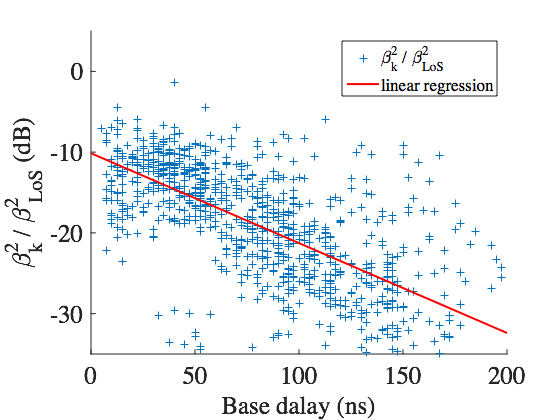 β²k / β²LoS
linear regression
β²k / β²LoS (dB)
0
-10
-20
-30
0
50
100
150
200
Base dalay (ns)